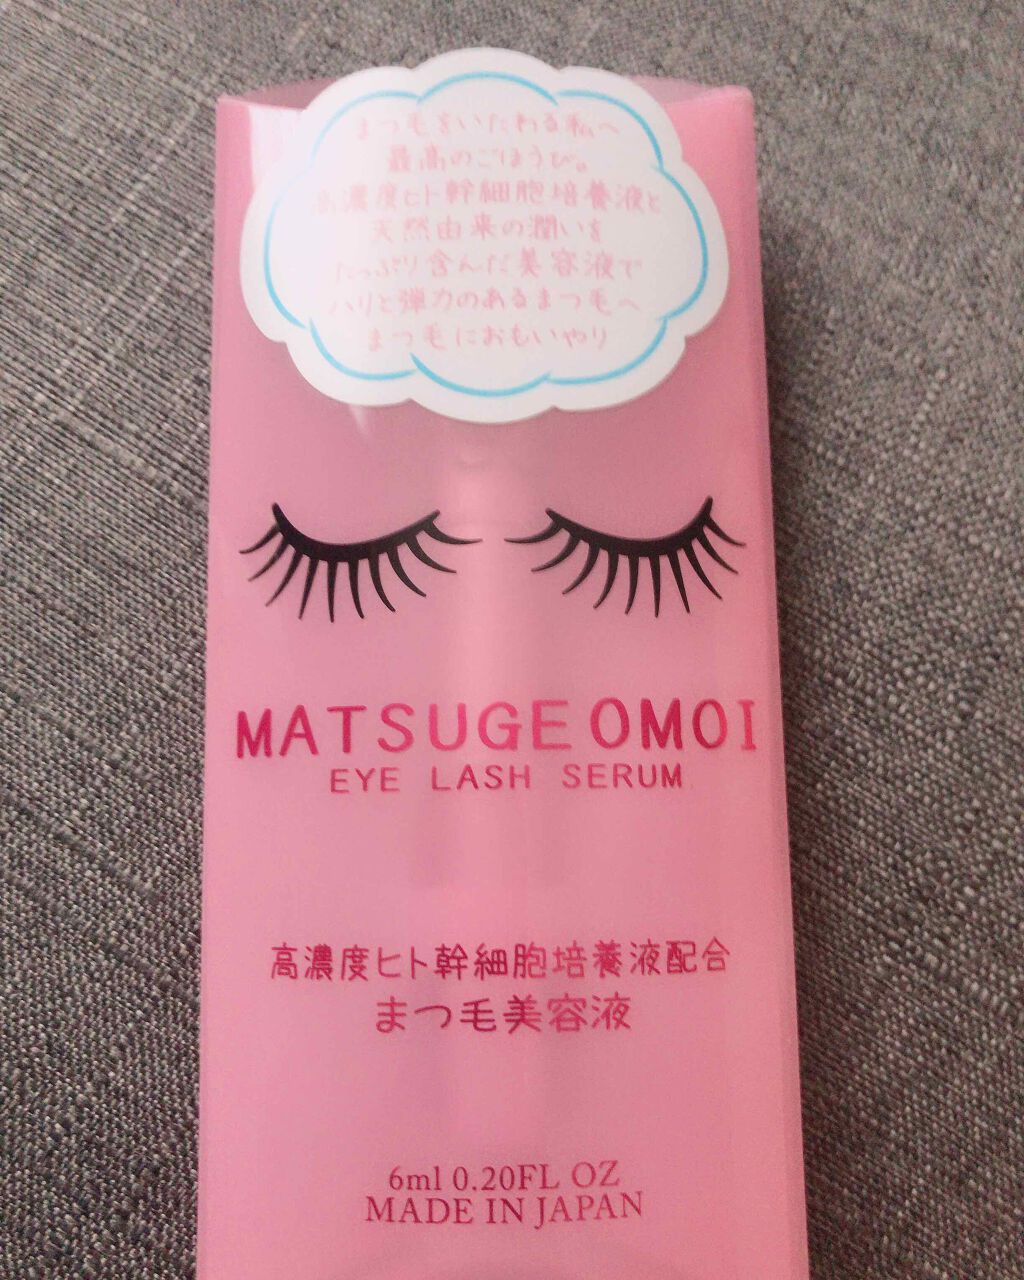 まつ毛をいたわる私へ
最高のごほうび。
高濃度ヒト幹細胞培養液と
天然由来の潤いを
たっぷり含んだ美容液で
ハリと弾力のあるまつ毛へ
まつ毛におもいやり
MATSUGE OMOI
EYE LASH SERUM
高濃度ヒト幹細胞培養液配合
まつ毛美容液
6ml 0.20FL OZ
MADE IN JAPAN